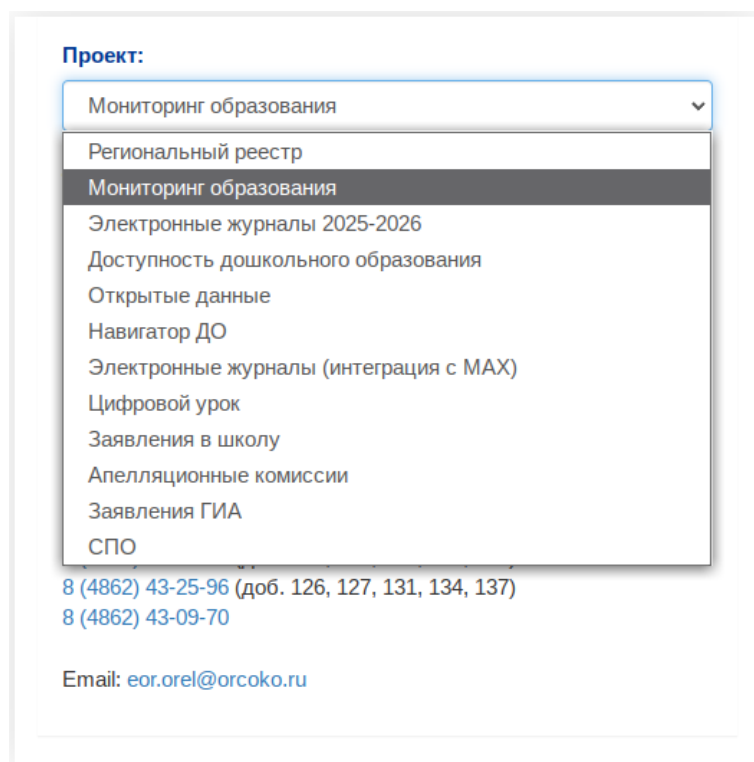 Проект:
Мониторинг образования
Региональный реестр
Мониторинг образования
Электронные журналы 2025-2026
Доступность дошкольного образования
Открытые данные
Навигатор ДО
Электронные журналы (интеграция с MAX)
Цифровой урок
Заявления в школу
Апелляционные комиссии
Заявления ГИА
СПО
8 (4862) 43-25-96 (доб. 126, 127, 131, 134, 137)
8 (4862) 43-09-70
Email: eor.orel@orcoko.ru